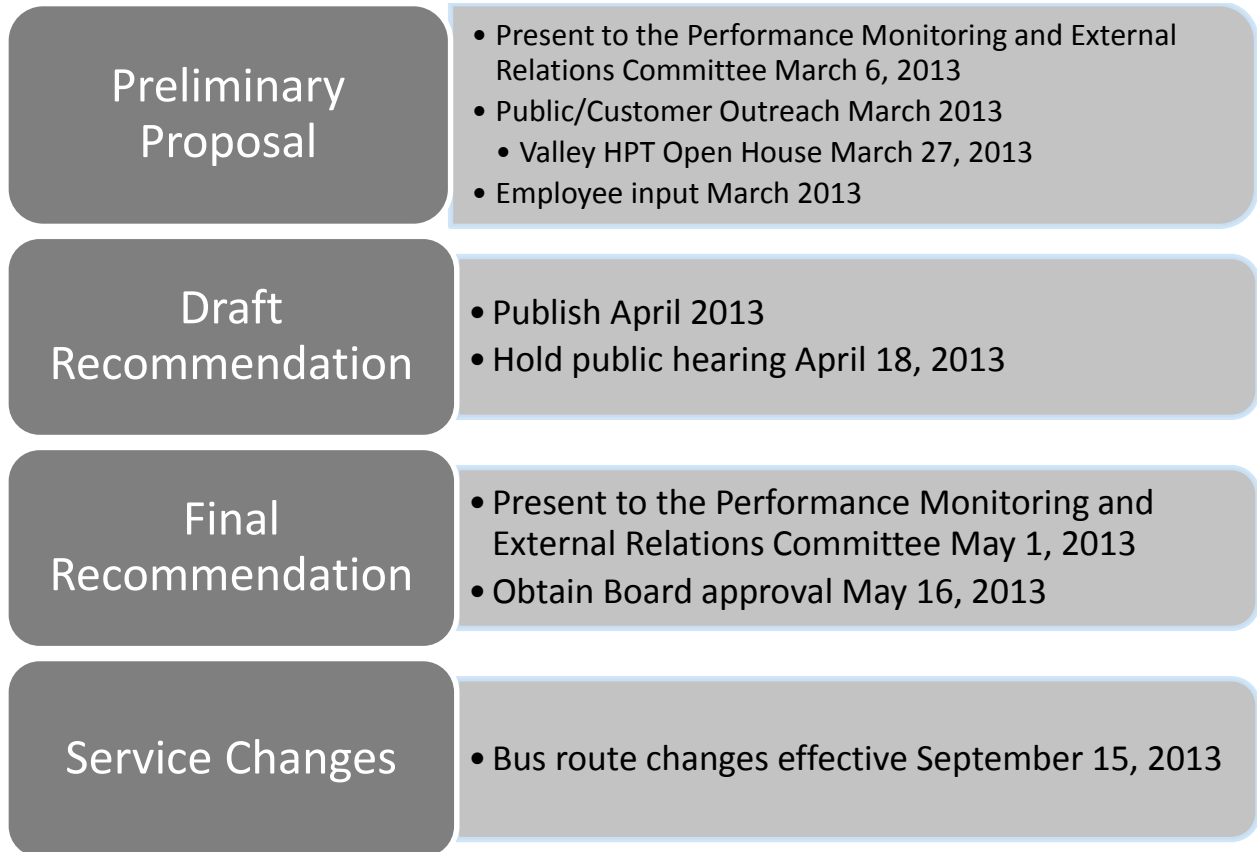 Preliminary
Proposal
• Present to the Performance Monitoring and External
Relations Committee March 6, 2013
• Public/Customer Outreach March 2013
• Valley HPT Open House March 27, 2013
• Employee input March 2013
Draft
Recommendation
• Publish April 2013
• Hold public hearing April 18, 2013
Final
Recommendation
• Present to the Performance Monitoring and
External Relations Committee May 1, 2013
• Obtain Board approval May 16, 2013
Service Changes
• Bus route changes effective September 15, 2013